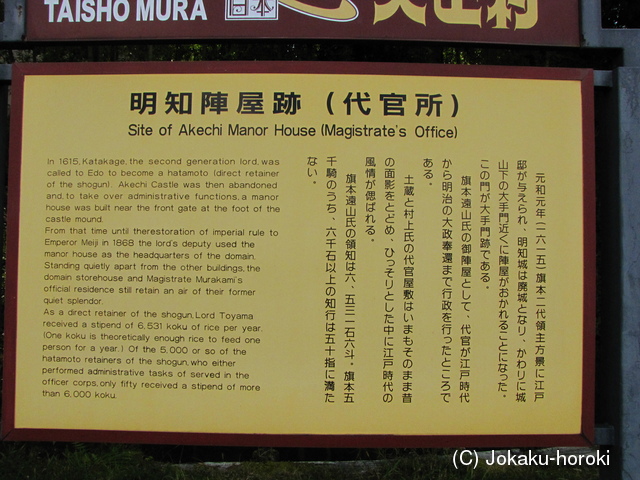 TAISHO MURA
明知陣屋跡（代官所）
Site of Akechi Manor House (Magistrate's Office)
In 1615, Katakage, the second generation lord, was
called to Edo to become a hatamoto (direct retainer
of the shogun). Akechi Castle was then abandoned
and, to take over administrative functions, a manor
house was built near the front gate at the foot of the
castle mound.
From that time until therestoration of imperial rule to
Emperor Meiji in 1868 the lord's deputy used the
manor house as the headquarters of the domain.
Standing quietly apart from the other buildings, the
domain storehouse and Magistrate Murakami's
official residence still retain an air of their former
quiet splendor.
As a direct retainer of the shogun, Lord Toyama
received a stipend of 6,531 koku of rice per year.
(One koku is theoretically enough rice to feed one
person for a year.) Of the 5,000 or so of the
hatamoto retainers of the shogun, who either
performed administrative tasks of served in the
officer corps, only fifty received a stipend of more
than 6,000 koku.
元和元年（一六一五）旗本二代領主方景に江戸
邸が与えられ、明知城は廃城となり、かわりに城
山下の大手門近くに陣屋がおかれることになった。
この門が大手門跡である。
旗本遠山氏の御陣屋として、代官が江戸時代
から明治の大政奉還まで行政を行ったところで
ある。
土蔵と村上氏の代官屋敷はいまもそのまま昔
の面影をとどめ、ひっそりとした中に江戸時代の
風情が偲ばれる。
旗本遠山氏の領知は六、五三一石六斗。旗本五
千騎のうち、六千石以上の知行は五十指に満た
ない。
(C) Jokaku-horoki